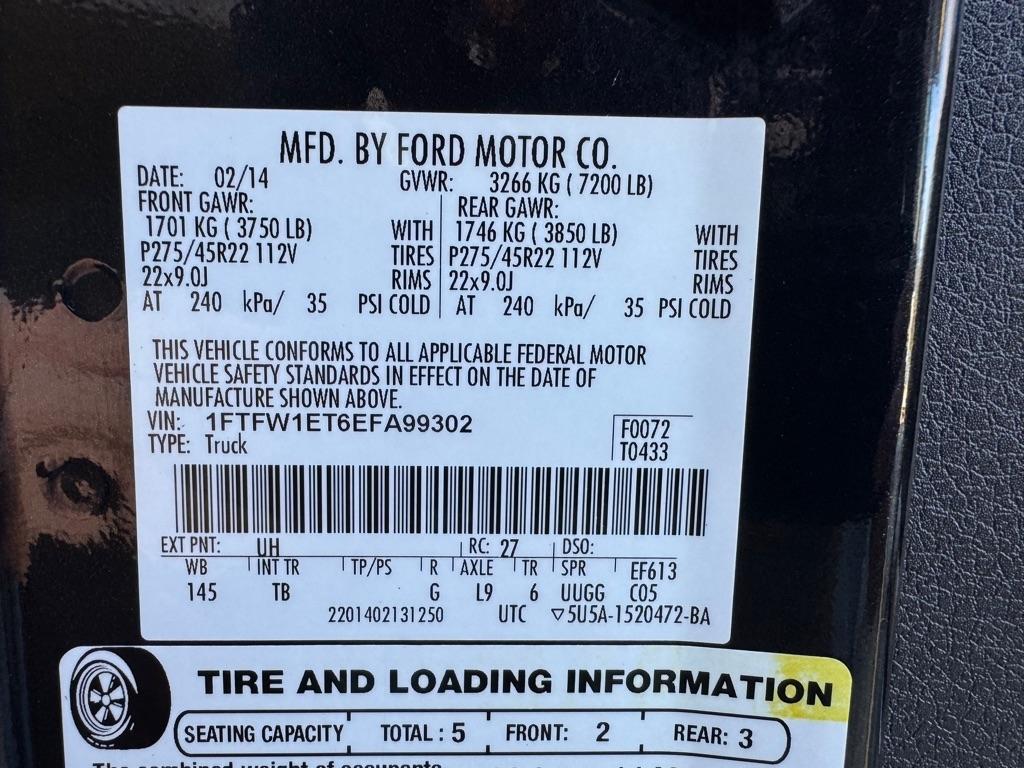 MFD. BY FORD MOTOR CO.
DATE: 02/14 GVWR: 3266 KG ( 7200 LB)
FRONT GAWR: REAR GAWR:
1701 KG ( 3750 LB) WITH 1746 KG ( 3850 LB) WITH
P275/45R22 112V TIRES P275/45R22 112V TIRES
22x9.0J RIMS 22x9.0J RIMS
AT 240 kPa/ 35 PSI COLD AT 240 kPa/ 35 PSI COLD
THIS VEHICLE CONFORMS TO ALL APPLICABLE FEDERAL MOTOR
VEHICLE SAFETY STANDARDS IN EFFECT ON THE DATE OF
MANUFACTURE SHOWN ABOVE.
VIN: 1FTFW1ET6EFA99302 F0072
TYPE: Truck T0433
EXT PNT: UH RC: 27 DSO:
WB INT TR TP/PS R AXLE TR SPR EF613
145 TB G L9 6 UUGG C05
2201402131250 UTC ▽5U5A-1520472-BA
TIRE AND LOADING INFORMATION
SEATING CAPACITY TOTAL : 5 FRONT: 2 REAR: 3
The combined weight of occupants